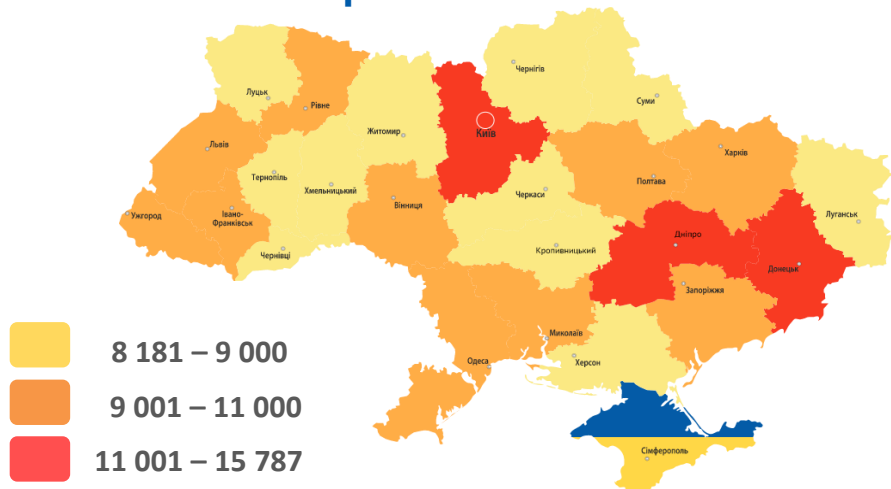 Чернігів
Луцьк
Рівне
Суми
Київ
Житомир
Львів
Харків
Тернопіль
Хмельницький
Полтава
Черкаси
Вінниця
Ужгород
Івано-
Франківськ
Луганськ
Дніпро
Чернівці
Кропивницький
Донецьк
Запоріжжя
Миколаїв
Одеса
Херсон
Сімферополь
8 181 – 9 000
9 001 – 11 000
11 001 – 15 787